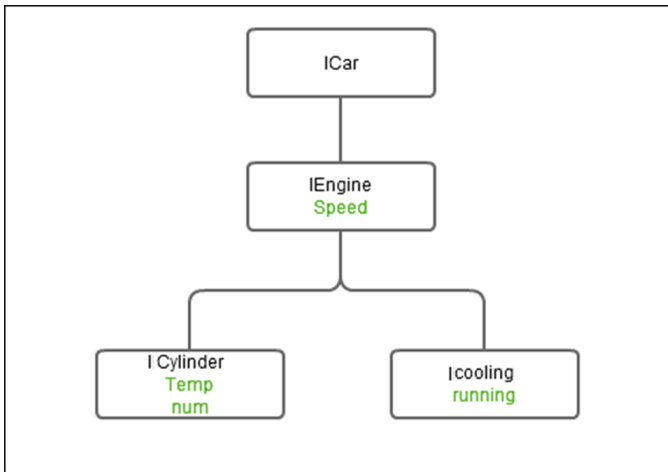 ICar
IEngine
Speed
I Cylinder
Temp
num
Icooling
running